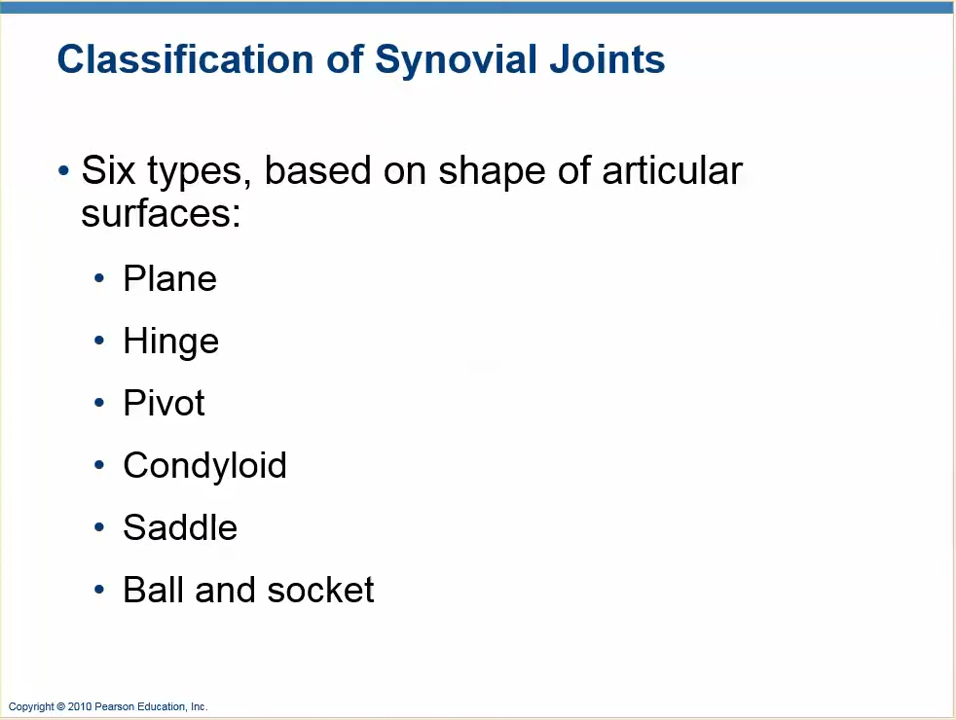 Classification of Synovial Joints
• Six types, based on shape of articular
surfaces:
• Plane
• Hinge
• Pivot
• Condyloid
• Saddle
• Ball and socket
Copyright © 2010 Pearson Education, Inc.